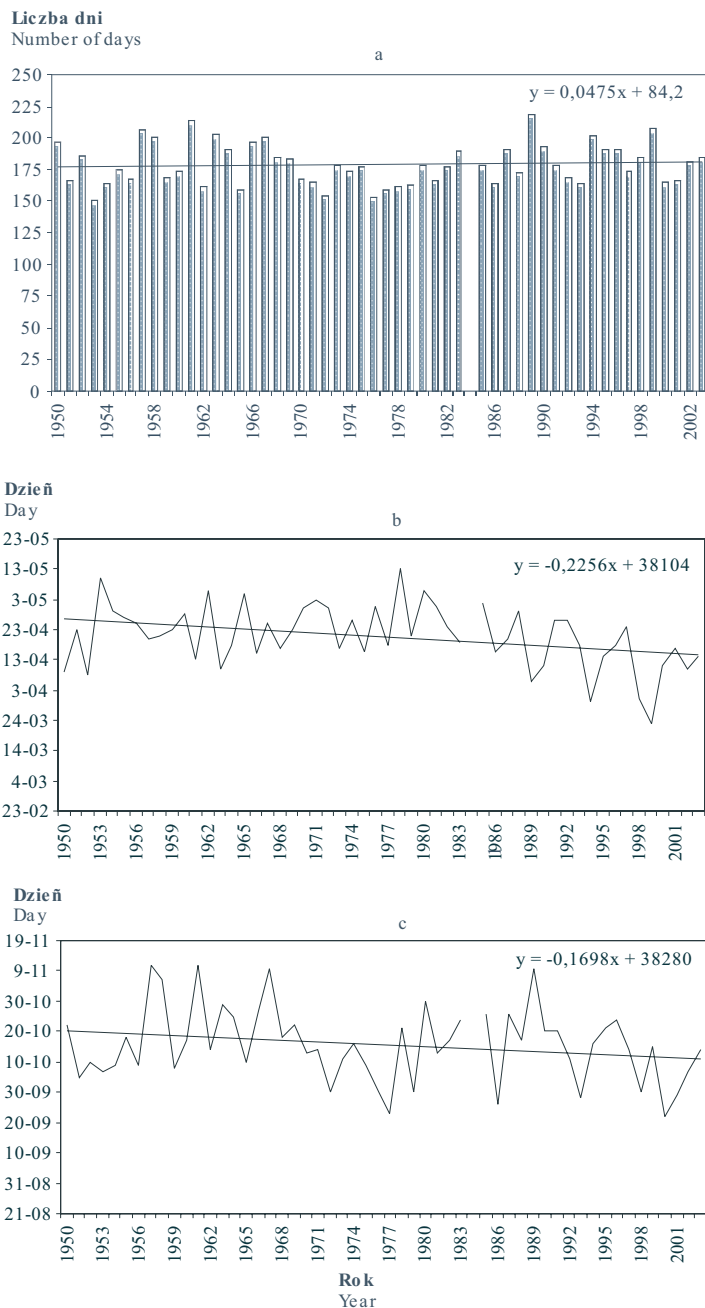 Liczba dni
Number of days
a
y = 0,0475x + 84,2
250
225
200
175
150
125
100
75
50
25
0
1950 1954 1958 1962 1966 1970 1974 1978 1982 1986 1990 1994 1998 2002
Dzieñ
Day
b
y = -0,2256x + 38104
23-05
13-05
3-05
23-04
13-04
3-04
24-03
14-03
4-03
23-02
1950 1953 1956 1959 1962 1965 1968 1971 1974 1977 1980 1983 1986 1989 1992 1995 1998 2001
Dzieñ
Day
c
y = -0,1698x + 38280
19-11
9-11
30-10
20-10
10-10
30-09
20-09
10-09
31-08
21-08
1950 1953 1956 1959 1962 1965 1968 1971 1974 1977 1980 1983 1986 1989 1992 1995 1998 2001
Rok
Year